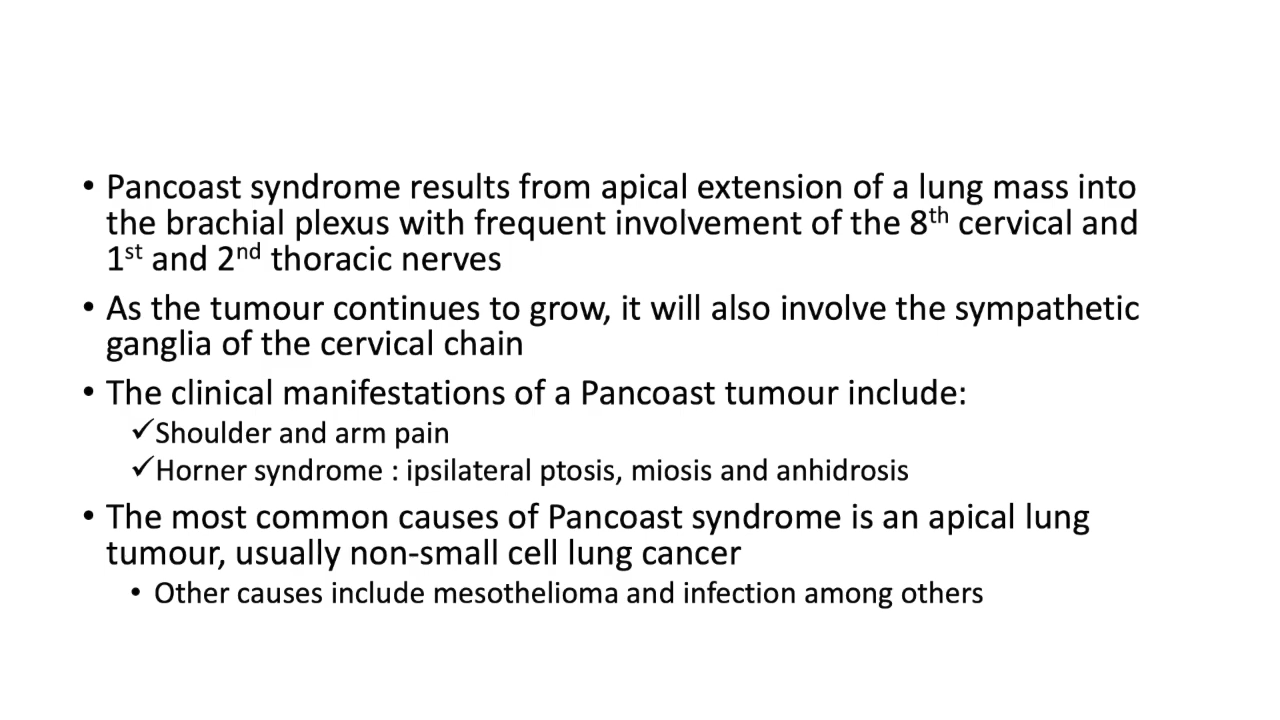 • Pancoast syndrome results from apical extension of a lung mass into
the brachial plexus with frequent involvement of the 8th cervical and
1st and 2nd thoracic nerves
• As the tumour continues to grow, it will also involve the sympathetic
ganglia of the cervical chain
• The clinical manifestations of a Pancoast tumour include:
✓Shoulder and arm pain
✓Horner syndrome : ipsilateral ptosis, miosis and anhidrosis
• The most common causes of Pancoast syndrome is an apical lung
tumour, usually non-small cell lung cancer
• Other causes include mesothelioma and infection among others